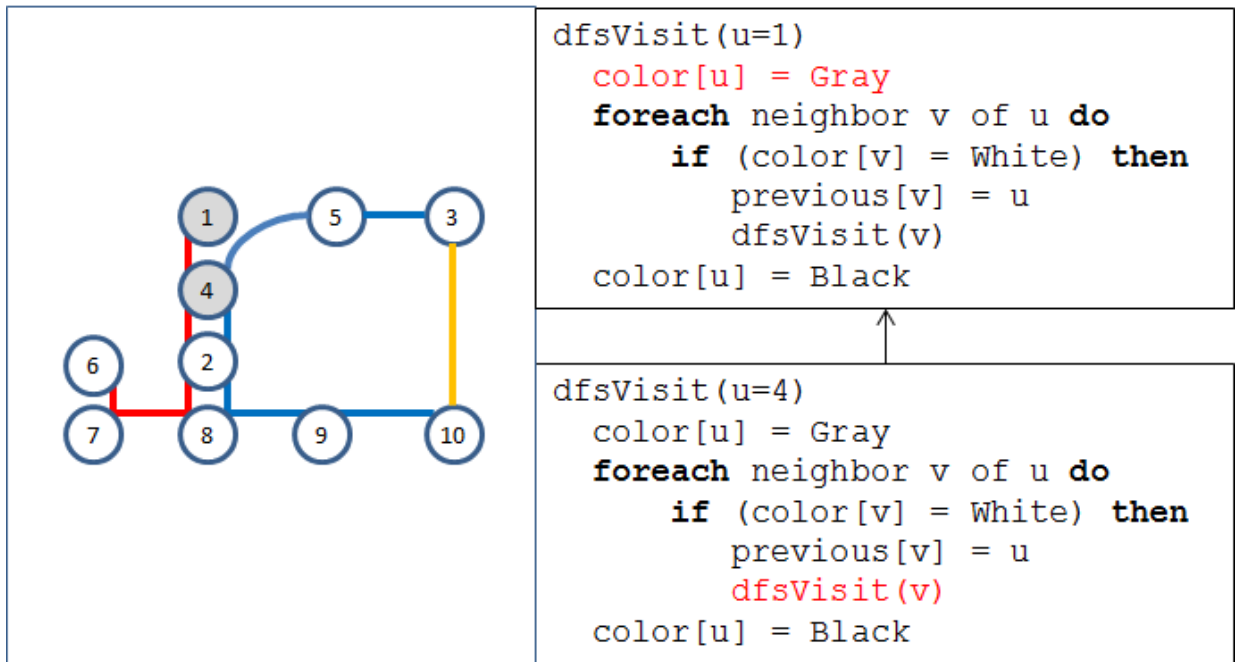 1 5 3
4
6 2
7 8 9 10
dfsVisit(u=1)
color[u] = Gray
foreach neighbor v of u do
if (color[v] = White) then
previous[v] = u
dfsVisit(v)
color[u] = Black
dfsVisit(u=4)
color[u] = Gray
foreach neighbor v of u do
if (color[v] = White) then
previous[v] = u
dfsVisit(v)
color[u] = Black